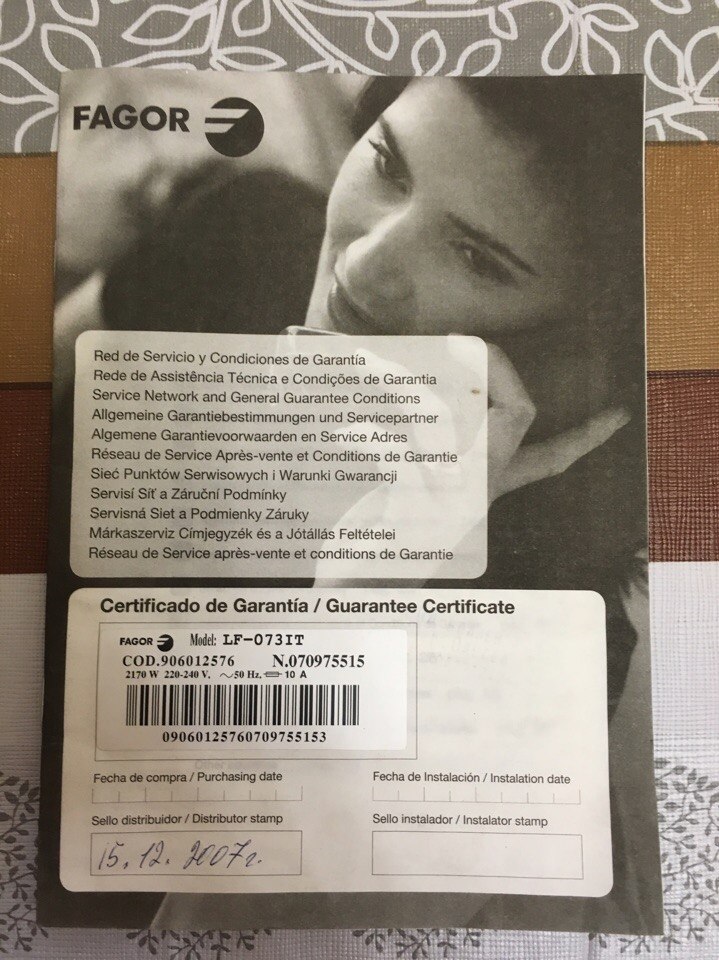 FAGOR
Red de Servicio y Condiciones de Garantía
Rede de Assistência Técnica e Condições de Garantia
Service Network and General Guarantee Conditions
Allgemeine Garantiebestimmungen und Servicepartner
Algemene Garantievoorwaarden en Service Adres
Réseau de Service Après-vente et Conditions de Garantie
Sieć Punktów Serwisowych i Warunki Gwarancji
Servisí Síť a Záruční Podmínky
Servisná Siet a Podmienky Záruky
Márkaszerviz Címjegyzék és a Jótállás Feltételei
Réseau de Service après-vente et conditions de Garantie
Certificado de Garantía / Guarantee Certificate
FAGOR Model: LF-073IT
COD.906012576 N.070975515
2170 W 220-240 V. ~50 Hz. 10 A
09060125760709755153
Fecha de compra / Purchasing date
Fecha de Instalación / Instalation date
Sello distribuidor / Distributor stamp
Sello instalador / Instalator stamp
15.12.2007г.